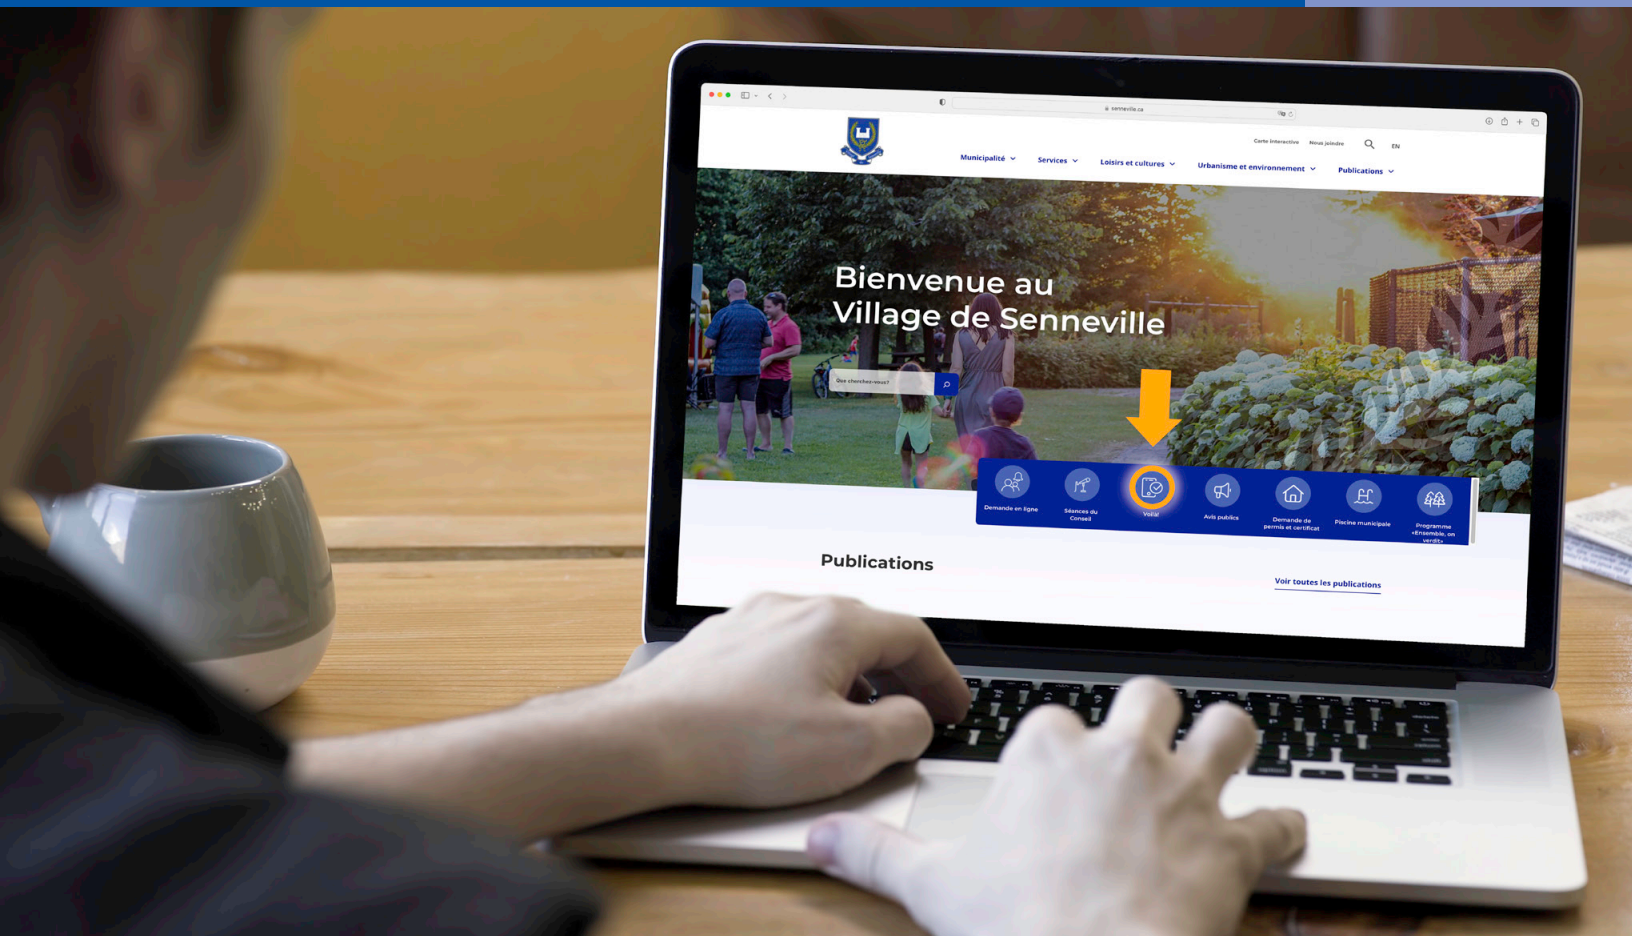 senneville.ca
Carte interactive Nous joindre EN
Municipalité Services Loisirs et cultures Urbanisme et environnement Publications
Bienvenue au
Village de Senneville
Que cherchez-vous?
Demande en ligne
Séances du
Conseil
Voilà!
Avis publics
Demande de
permis et certificat
Piscine municipale
Programme
«Ensemble, on
verdit»
Publications
Voir toutes les publications